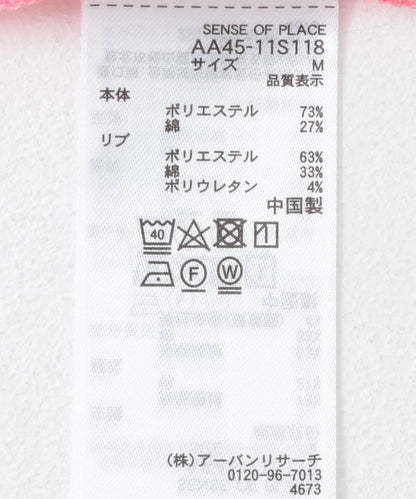 SENSE OF PLACE
AA45-11S118
サイズ M
品質表示
本体
ポリエステル 73%
綿 27%
リブ
ポリエステル 63%
綿 33%
ポリウレタン 4%
中国製
40
F W
(株)アーバンリサーチ
0120-96-7013
4673